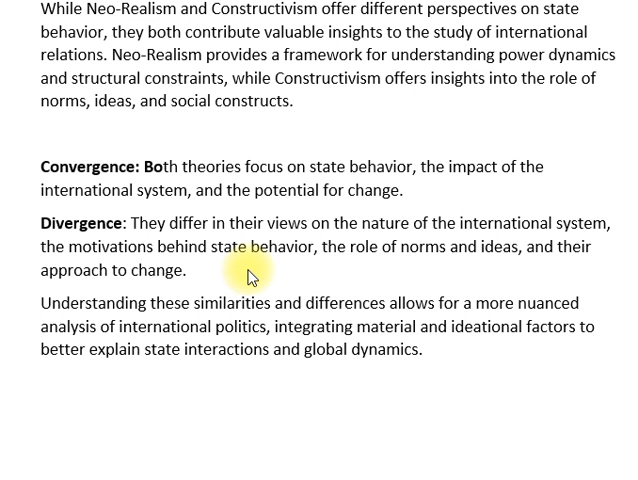 While Neo-Realism and Constructivism offer different perspectives on state
behavior, they both contribute valuable insights to the study of international
relations. Neo-Realism provides a framework for understanding power dynamics
and structural constraints, while Constructivism offers insights into the role of
norms, ideas, and social constructs.
Convergence: Both theories focus on state behavior, the impact of the
international system, and the potential for change.
Divergence: They differ in their views on the nature of the international system,
the motivations behind state behavior, the role of norms and ideas, and their
approach to change.
Understanding these similarities and differences allows for a more nuanced
analysis of international politics, integrating material and ideational factors to
better explain state interactions and global dynamics.